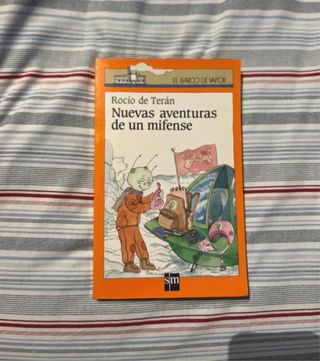 EL BARCO DE VAPOR
Rocío de Terán
Nuevas aventuras
de un mifense
sm